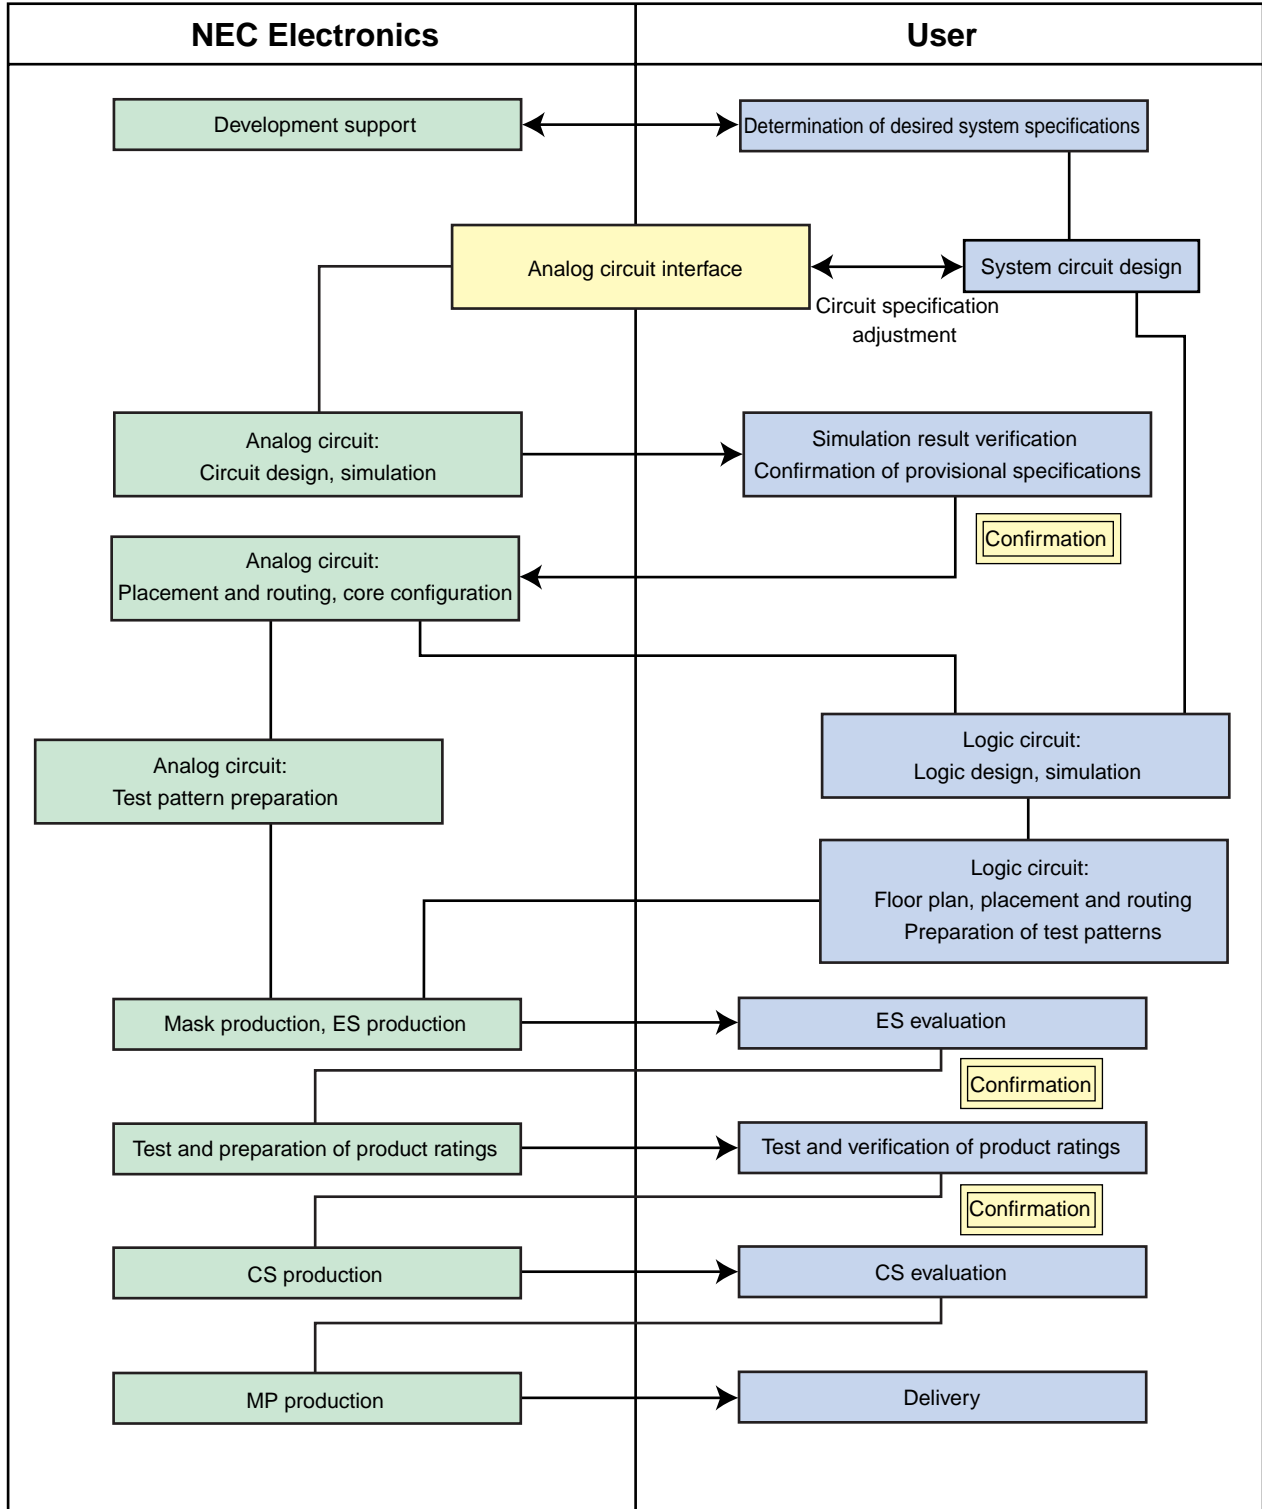 NEC Electronics
User
Development support
Determination of desired system specifications
Analog circuit interface
System circuit design
Circuit specification
adjustment
Analog circuit:
Circuit design, simulation
Simulation result verification
Confirmation of provisional specifications
Confirmation
Analog circuit:
Placement and routing, core configuration
Logic circuit:
Logic design, simulation
Analog circuit:
Test pattern preparation
Logic circuit:
Floor plan, placement and routing
Preparation of test patterns
Mask production, ES production
ES evaluation
Confirmation
Test and preparation of product ratings
Test and verification of product ratings
Confirmation
CS production
CS evaluation
MP production
Delivery